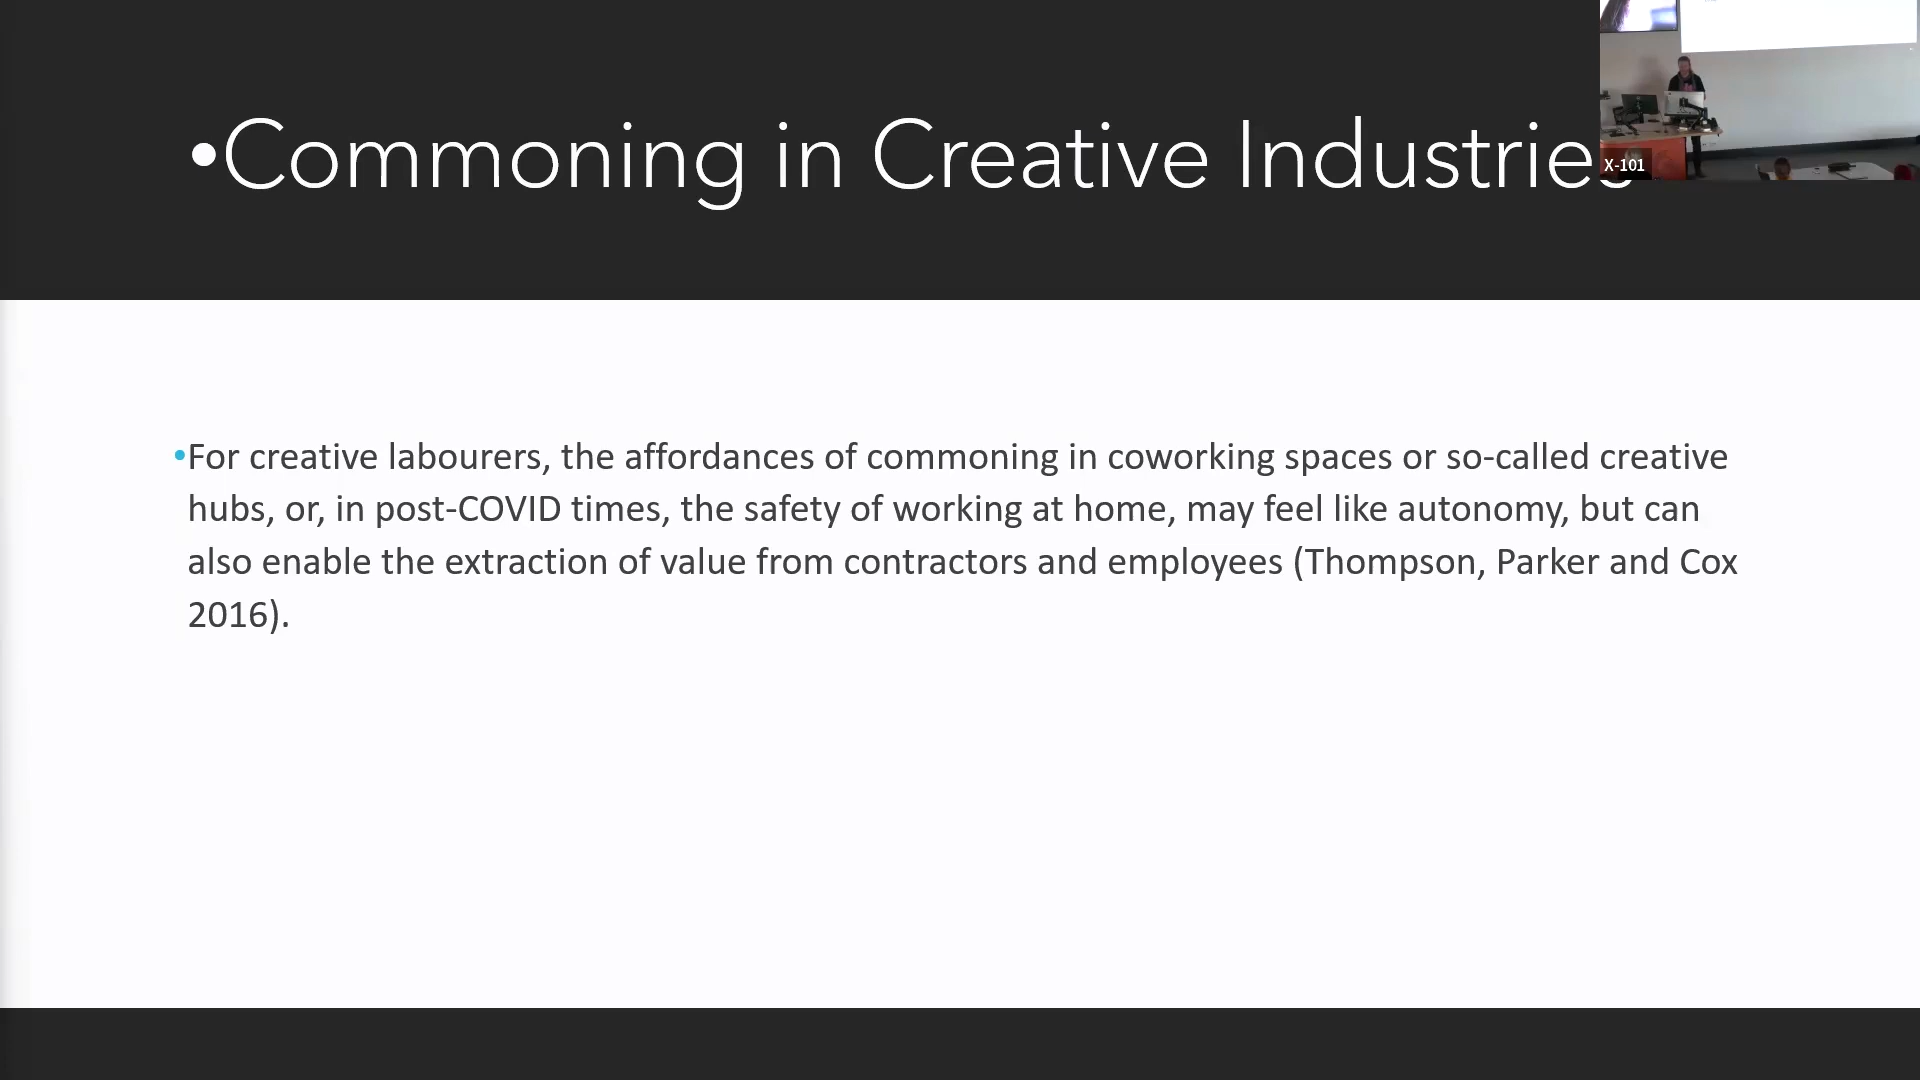 •Commoning in Creative Industries
X-101
•For creative labourers, the affordances of commoning in coworking spaces or so-called creative
hubs, or, in post-COVID times, the safety of working at home, may feel like autonomy, but can
also enable the extraction of value from contractors and employees (Thompson, Parker and Cox
2016).